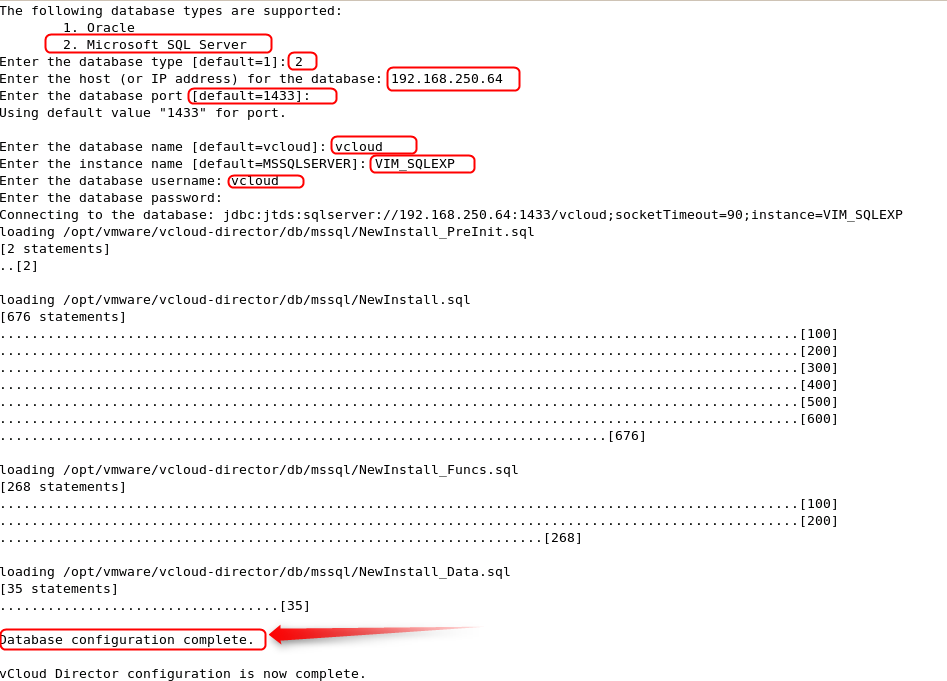 The following database types are supported:
1. Oracle
2. Microsoft SQL Server
Enter the database type [default=1]: 2
Enter the host (or IP address) for the database: 192.168.250.64
Enter the database port [default=1433]:
Using default value "1433" for port.
Enter the database name [default=vcloud]: vcloud
Enter the instance name [default=MSSQLSERVER]: VIM_SQLEXP
Enter the database username: vcloud
Enter the database password:
Connecting to the database: jdbc:jtds:sqlserver://192.168.250.64:1433/vcloud;socketTimeout=90;instance=VIM_SQLEXP
loading /opt/vmware/vcloud-director/db/mssql/NewInstall_PreInit.sql
[2 statements]
..[2]
loading /opt/vmware/vcloud-director/db/mssql/NewInstall.sql
[676 statements]
....................................................................................................[100]
....................................................................................................[200]
....................................................................................................[300]
....................................................................................................[400]
....................................................................................................[500]
....................................................................................................[600]
............................................................................[676]
loading /opt/vmware/vcloud-director/db/mssql/NewInstall_Funcs.sql
[268 statements]
....................................................................................................[100]
....................................................................................................[200]
....................................................................[268]
loading /opt/vmware/vcloud-director/db/mssql/NewInstall_Data.sql
[35 statements]
...................................[35]
Database configuration complete.
vCloud Director configuration is now complete.